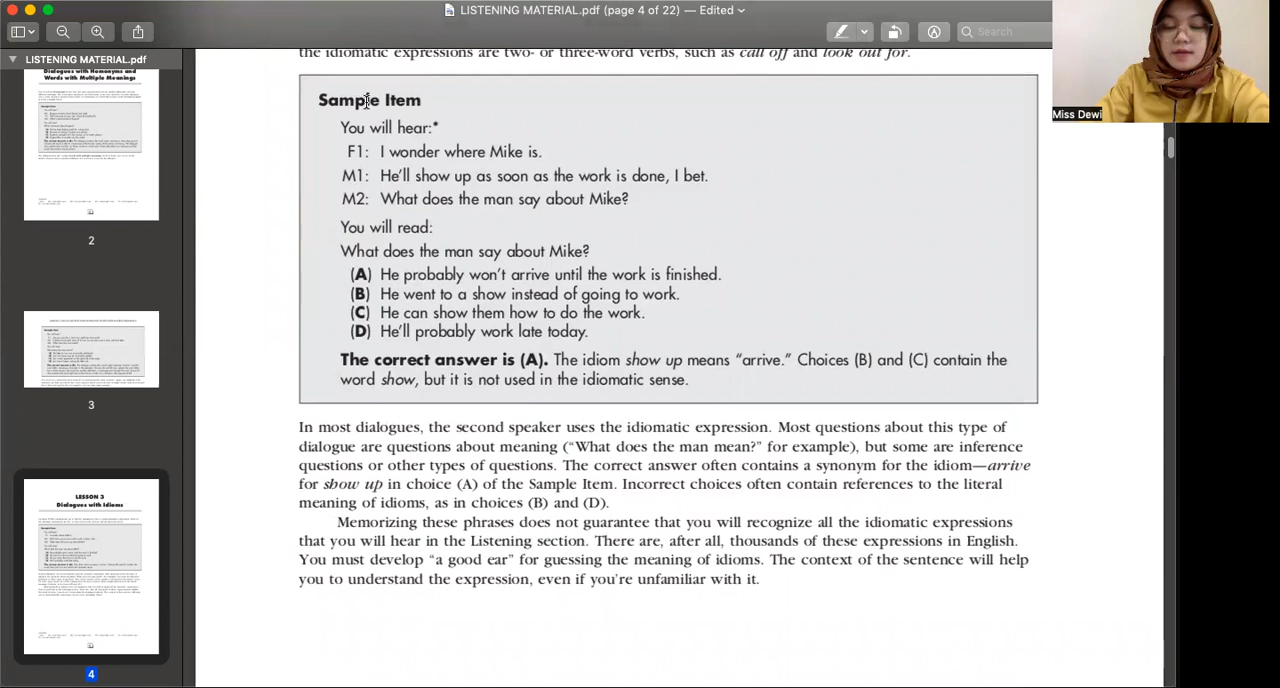 LISTENING MATERIAL.pdf (page 4 of 22) — Edited
Search
LISTENING MATERIAL.pdf
Dialogues with Homonyms and
Words with Multiple Meanings
2
3
LESSON 3
Dialogues with Idioms
4
the idiomatic expressions are two- or three-word verbs, such as call off and look out for.
Sample Item
You will hear:*
F1: I wonder where Mike is.
M1: He'll show up as soon as the work is done, I bet.
M2: What does the man say about Mike?
You will read:
What does the man say about Mike?
(A) He probably won't arrive until the work is finished.
(B) He went to a show instead of going to work.
(C) He can show them how to do the work.
(D) He'll probably work late today.
The correct answer is (A). The idiom show up means "arrive." Choices (B) and (C) contain the
word show, but it is not used in the idiomatic sense.
In most dialogues, the second speaker uses the idiomatic expression. Most questions about this type of
dialogue are questions about meaning ("What does the man mean?" for example), but some are inference
questions or other types of questions. The correct answer often contains a synonym for the idiom—arrive
for show up in choice (A) of the Sample Item. Incorrect choices often contain references to the literal
meaning of idioms, as in choices (B) and (D).
Memorizing these phrases does not guarantee that you will recognize all the idiomatic expressions
that you will hear in the Listening section. There are, after all, thousands of these expressions in English.
You must develop "a good ear" for guessing the meaning of idioms. The context of the sentence will help
you understand the expression, even if you're unfamiliar with it.
Miss Dewi